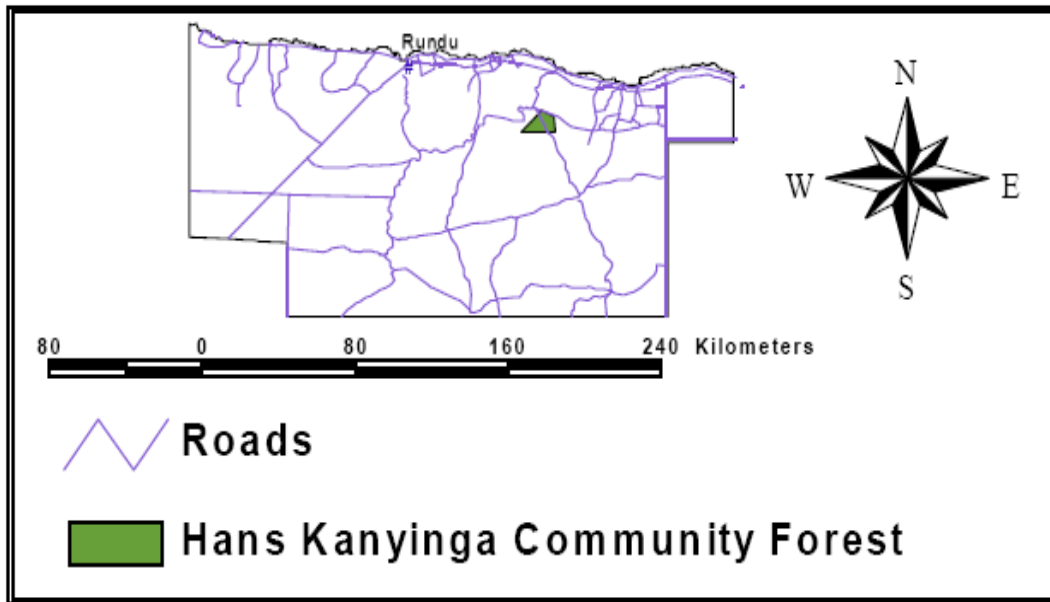 Rundu
#
N
W E
S
80 0 80 160 240 Kilometers
Roads
Hans Kanyinga Community Forest